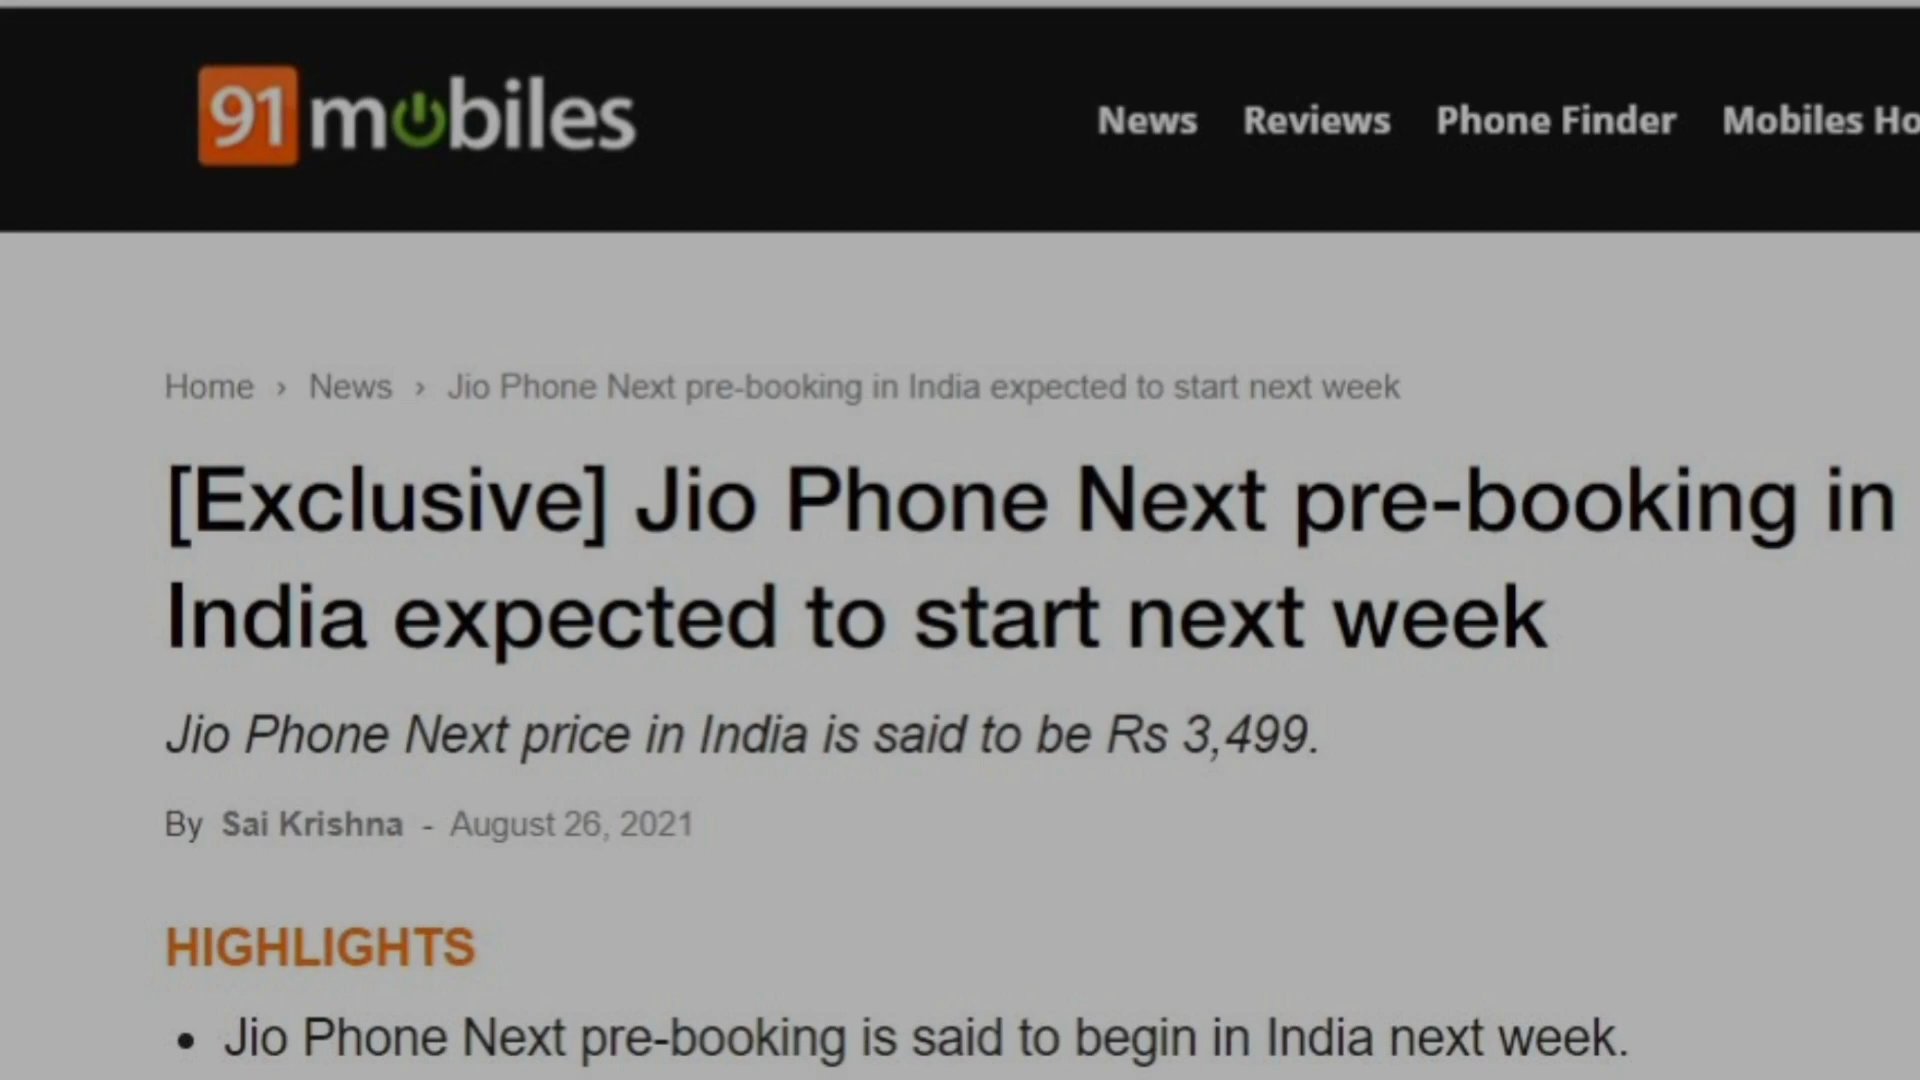 91mobiles
News Reviews Phone Finder Mobiles Ho
Home › News › Jio Phone Next pre-booking in India expected to start next week
[Exclusive] Jio Phone Next pre-booking in
India expected to start next week
Jio Phone Next price in India is said to be Rs 3,499.
By Sai Krishna - August 26, 2021
HIGHLIGHTS
• Jio Phone Next pre-booking is said to begin in India next week.